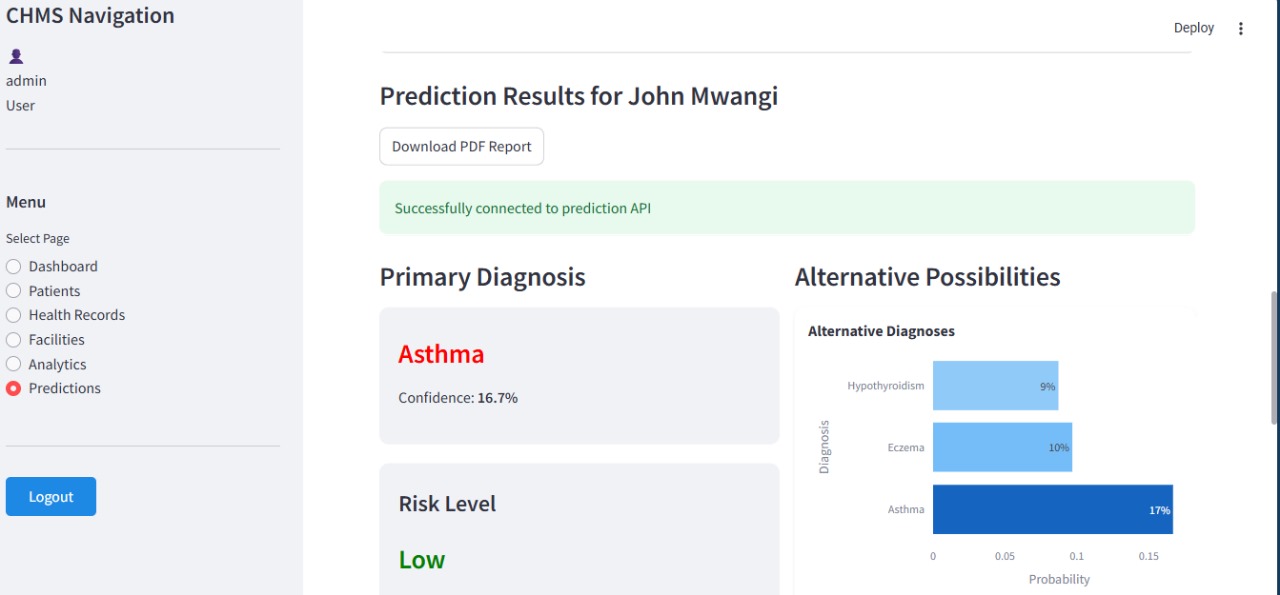 CHMS Navigation
admin
User
Menu
Select Page
Dashboard
Patients
Health Records
Facilities
Analytics
Predictions
Logout
Deploy
Prediction Results for John Mwangi
Download PDF Report
Successfully connected to prediction API
Primary Diagnosis
Asthma
Confidence: 16.7%
Risk Level
Low
Alternative Possibilities
Alternative Diagnoses
Diagnosis
Hypothyroidism 9%
Eczema 10%
Asthma 17%
0 0.05 0.1 0.15
Probability